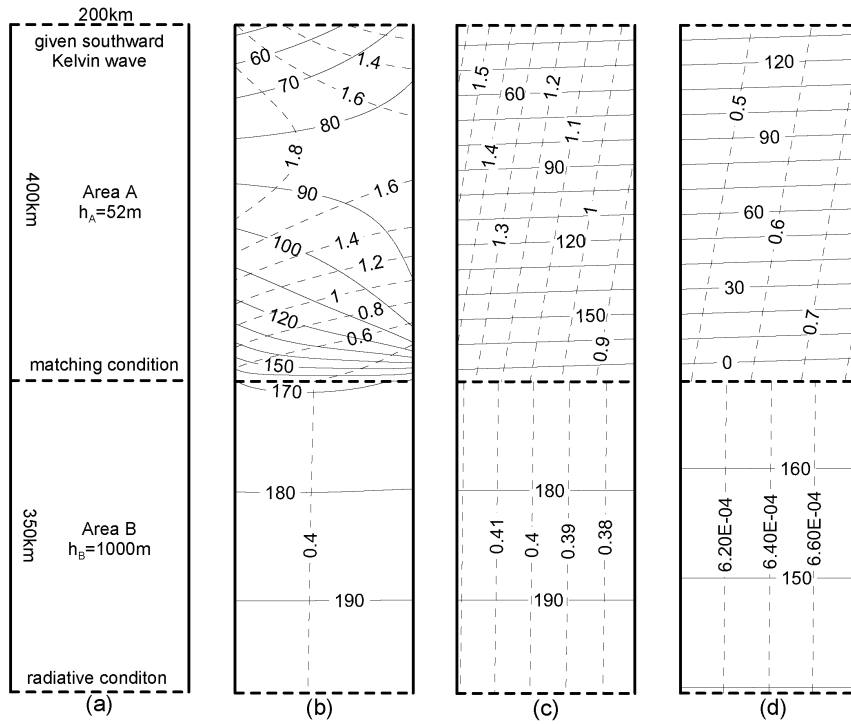 200km
given southward
Kelvin wave
400km
Area A
h_A=52m
matching condition
350km
Area B
h_B=1000m
radiative conditon
(a)
60
1.4
70
1.6
80
1.8
90
1.6
100
1.4
1.2
1
0.8
120
0.6
150
170
180
0.4
190
(b)
1.5
60
1.2
1.1
1.4
90
1
1.3
120
150
0.9
180
0.41
0.4
0.39
0.38
190
(c)
120
0.5
90
60
0.6
30
0.7
0
160
6.20E-04
6.40E-04
6.60E-04
150
(d)